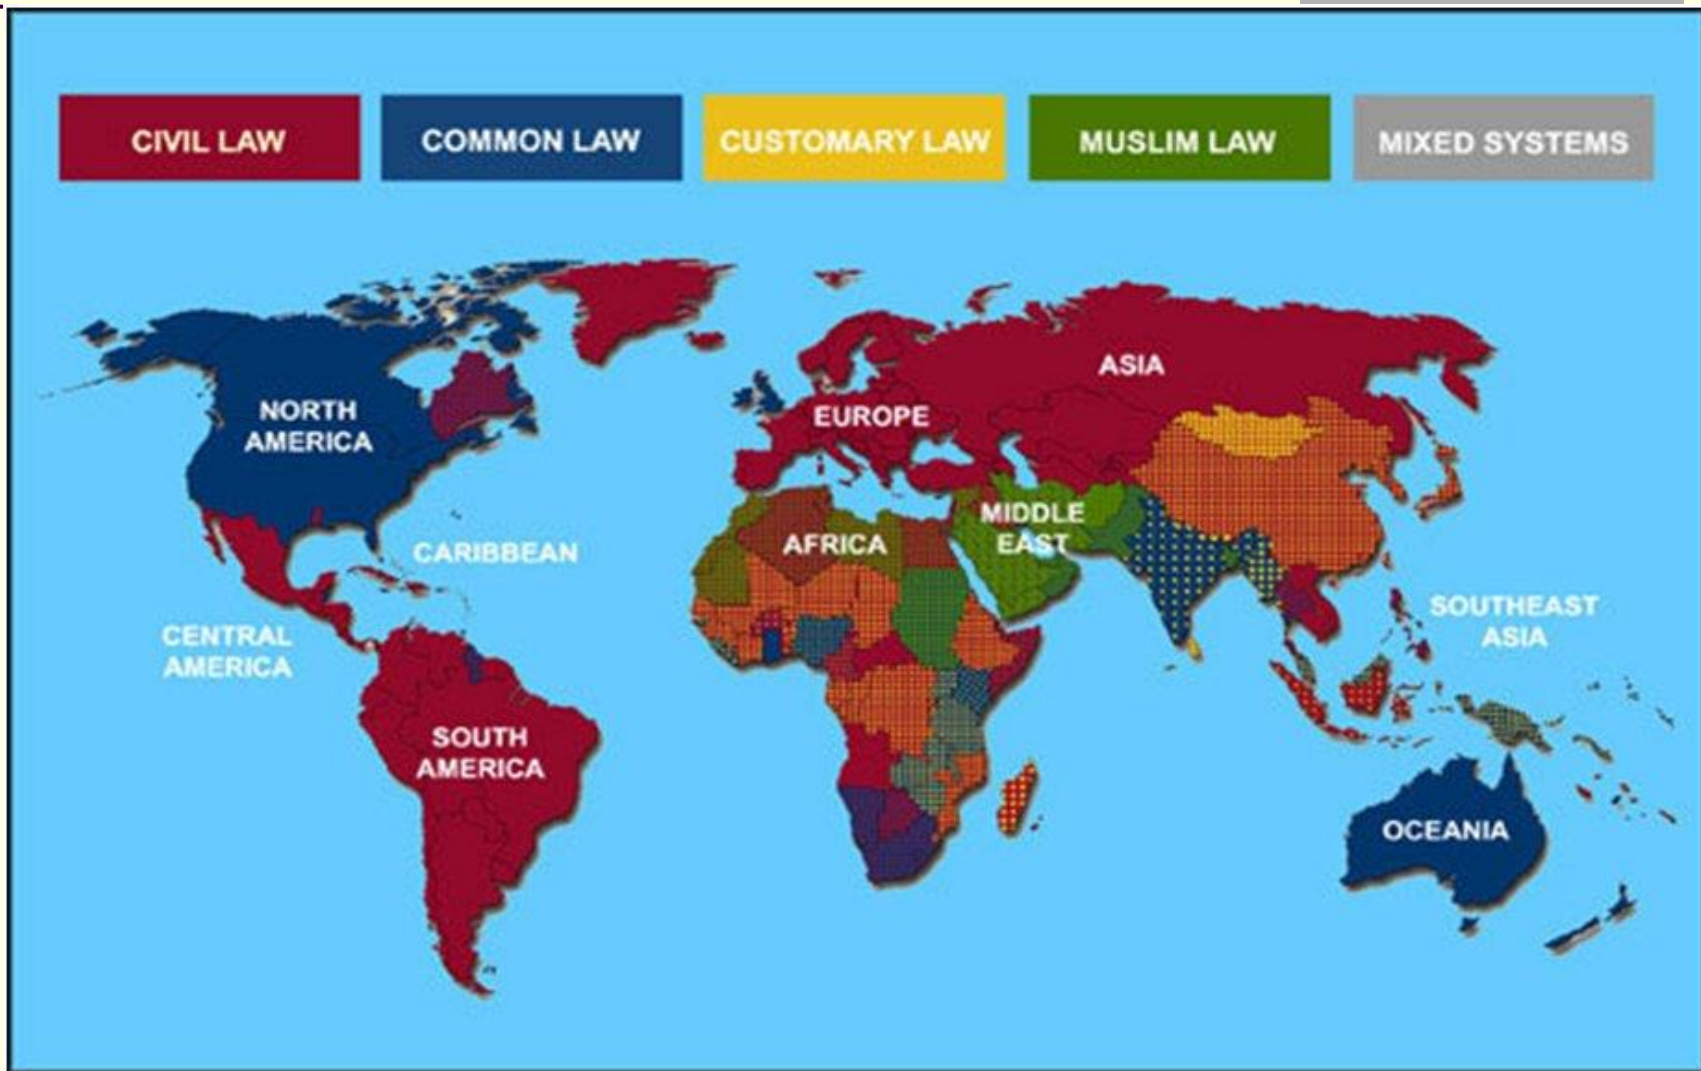 CIVIL LAW
COMMON LAW
CUSTOMARY LAW
MUSLIM LAW
MIXED SYSTEMS
ASIA
NORTH
AMERICA
EUROPE
MIDDLE
EAST
AFRICA
CARIBBEAN
SOUTHEAST
ASIA
CENTRAL
AMERICA
SOUTH
AMERICA
OCEANIA